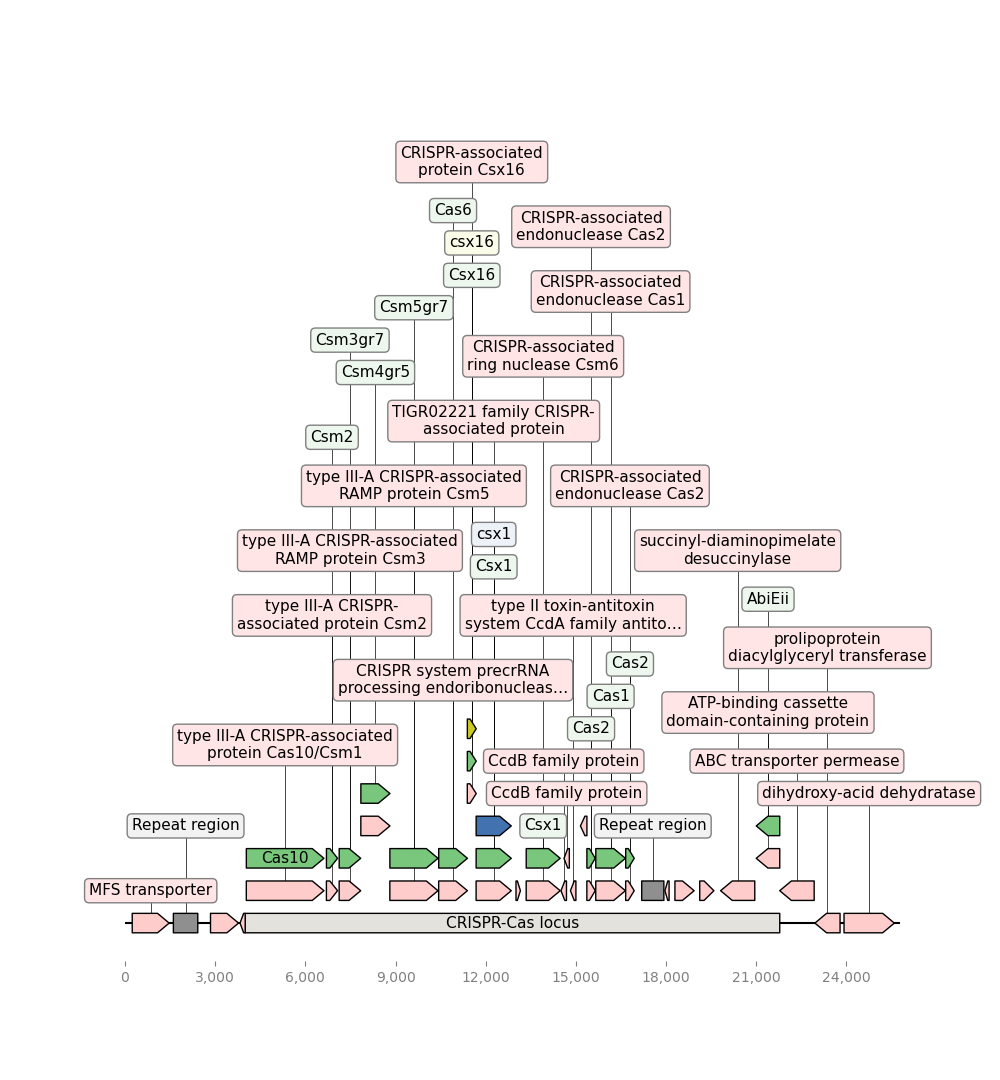 CRISPR-associated
protein Csx16
Cas6
CRISPR-associated
endonuclease Cas2
csx16
Csx16
CRISPR-associated
endonuclease Cas1
Csm5gr7
Csm3gr7
CRISPR-associated
ring nuclease Csm6
Csm4gr5
TIGR02221 family CRISPR-
associated protein
Csm2
type III-A CRISPR-associated
RAMP protein Csm5
CRISPR-associated
endonuclease Cas2
csx1
type III-A CRISPR-associated
RAMP protein Csm3
succinyl-diaminopimelate
desuccinylase
Csx1
AbiEii
type III-A CRISPR-
associated protein Csm2
type II toxin-antitoxin
system CcdA family antito…
prolipoprotein
diacylglyceryl transferase
Cas2
CRISPR system precrRNA
processing endoribonucleas…
Cas1
ATP-binding cassette
domain-containing protein
Cas2
type III-A CRISPR-associated
protein Cas10/Csm1
CcdB family protein
ABC transporter permease
CcdB family protein
dihydroxy-acid dehydratase
Repeat region
Csx1
Repeat region
Cas10
MFS transporter
CRISPR-Cas locus
0
3,000
6,000
9,000
12,000
15,000
18,000
21,000
24,000